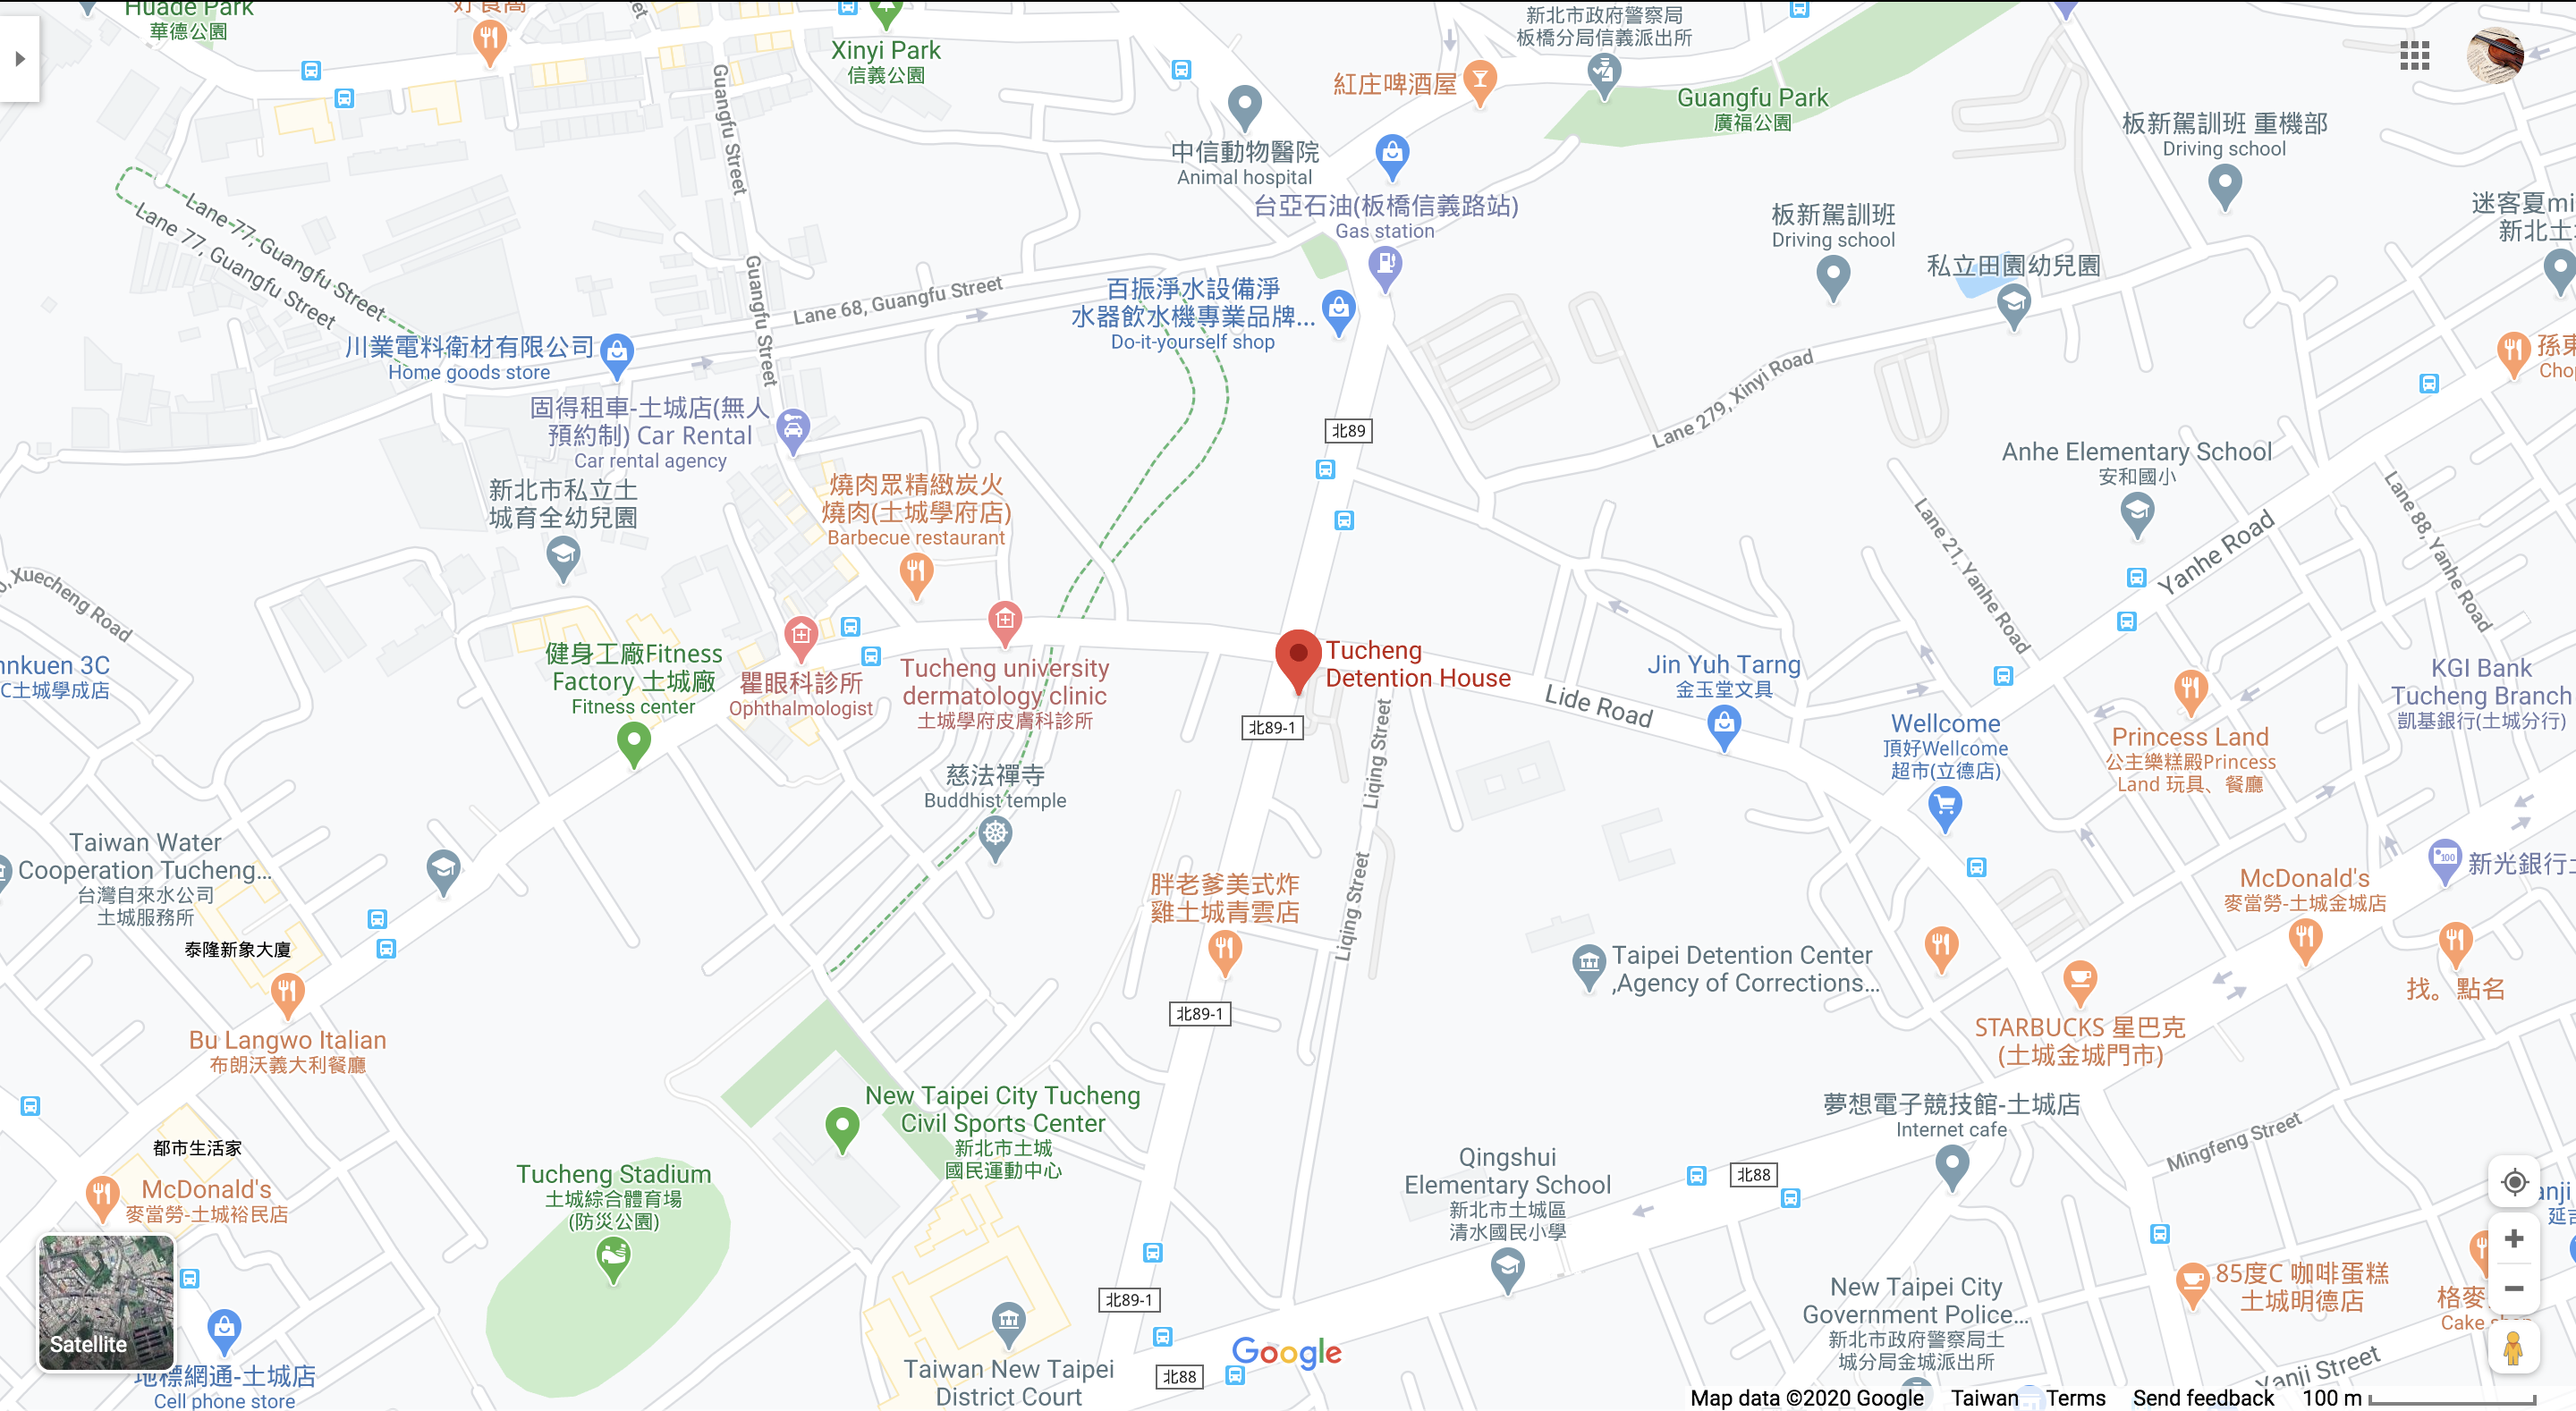 Huade Park
華德公園
Xinyi Park
信義公園
新北市政府警察局
板橋分局信義派出所
紅庄啤酒屋
Guangfu Park
廣福公園
中信動物醫院
Animal hospital
板新駕訓班 重機部
Driving school
台亞石油(板橋信義路站)
Gas station
板新駕訓班
Driving school
迷客夏mi
新北土
私立田園幼兒園
Guangfu Street
Lane 77, Guangfu Street
Lane 77, Guangfu Street
Guangfu Street
Lane 68, Guangfu Street
百振淨水設備淨
水器飲水機專業品牌...
Do-it-yourself shop
川業電料衛材有限公司
Home goods store
Lane 279, Xinyi Road
固得租車-土城店(無人
預約制) Car Rental
Car rental agency
北89
Anhe Elementary School
安和國小
新北市私立土
城育全幼兒園
燒肉眾精緻炭火
燒肉(土城學府店)
Barbecue restaurant
Lane 21, Yanhe Road
Yanhe Road
Lane 88, Yanhe Road
Xuecheng Road
nnkuen 3C
C土城學成店
健身工廠Fitness
Factory 土城廠
Fitness center
瞿眼科診所
Ophthalmologist
Tucheng university
dermatology clinic
土城學府皮膚科診所
Tucheng
Detention House
Lide Road
Jin Yuh Tarng
金玉堂文具
KGI Bank
Tucheng Branch
凱基銀行(土城分行)
北89-1
Liqing Street
Wellcome
頂好Wellcome
超市(立德店)
Princess Land
公主樂糕殿Princess
Land 玩具、餐廳
慈法禪寺
Buddhist temple
Taiwan Water
Cooperation Tucheng...
台灣自來水公司
土城服務所
泰隆新象大廈
胖老爹美式炸
雞土城青雲店
Liqing Street
McDonald's
麥當勞-土城金城店
新光銀行土
Taipei Detention Center
,Agency of Corrections...
找。點名
北89-1
Bu Langwo Italian
布朗沃義大利餐廳
STARBUCKS 星巴克
(土城金城門市)
New Taipei City Tucheng
Civil Sports Center
新北市土城
國民運動中心
夢想電子競技館-土城店
Internet cafe
都市生活家
Mingfeng Street
Tucheng Stadium
土城綜合體育場
(防災公園)
Qingshui
Elementary School
新北市土城區
清水國民小學
北88
McDonald's
麥當勞-土城裕民店
Satellite
北89-1
85度C 咖啡蛋糕
土城明德店
格麥
Cake shop
New Taipei City
Government Police...
新北市政府警察局土
城分局金城派出所
地標網通-土城店
Cell phone store
Taiwan New Taipei
District Court
北88
Google
Yanji Street
Map data ©2020 Google Taiwan Terms Send feedback 100 m